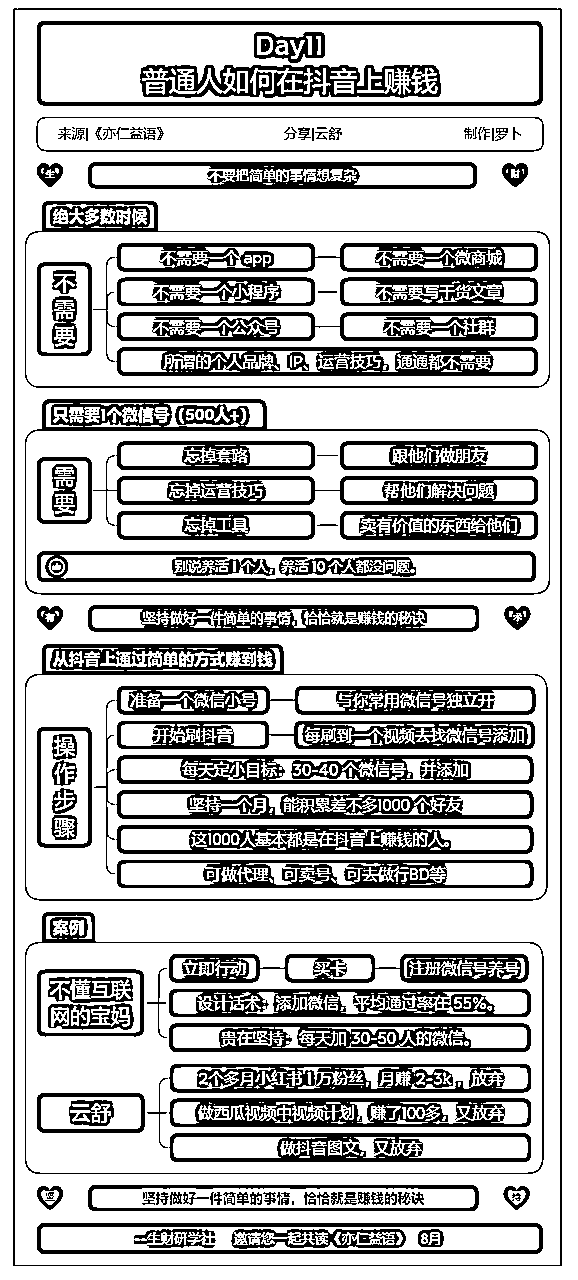 Day11
普通人如何在抖音上赚钱
来源|《亦仁益语》 分享|云舒 制作|罗卜
生 不要把简单的事情想复杂 财
绝大多数时候
不需要
不需要一个 app 不需要一个微商城
不需要一个小程序 不需要写干货文章
不需要一个公众号 不需要一个社群
所谓的个人品牌、IP、运营技巧，通通都不需要
只需要1个微信号（500人+）
需要
忘掉套路 跟他们做朋友
忘掉运营技巧 帮他们解决问题
忘掉工具 卖有价值的东西给他们
别说养活 1 个人，养活 10 个人都没问题。
有 坚持做好一件简单的事情，恰恰就是赚钱的秘诀
从抖音上通过简单的方式赚到钱
操作步骤
准备一个微信小号 与你常用微信号独立开
开始刷抖音 每刷到一个视频去找微信号添加
每天定小目标：30-40 个微信号，并添加
坚持一个月，能积累差不多1000 个好友
这1000人基本都是在抖音上赚钱的人。
可做代理、可卖号、可去做行BD等
案例
不懂互联网的宝妈
立即行动 买卡 注册微信号养号
设计话术：添加微信，平均通过率在 55%。
贵在坚持：每天加 30-50 人的微信。
云舒
2个多月小红书 1 万粉丝，月赚 2-3k ，放弃
做西瓜视频中视频计划，赚了100多，又放弃
做抖音图文，又放弃
坚 坚持做好一件简单的事情，恰恰就是赚钱的秘诀 持
生财研学社 邀请您一起共读《亦仁益语》 8月